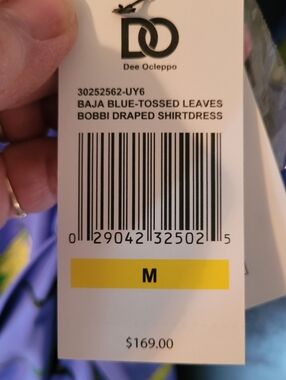 DO
Dee Ocleppo
30252562-UY6
BAJA BLUE-TOSSED LEAVES
BOBBI DRAPED SHIRTDRESS
0 29042 32502 5
M
$169.00